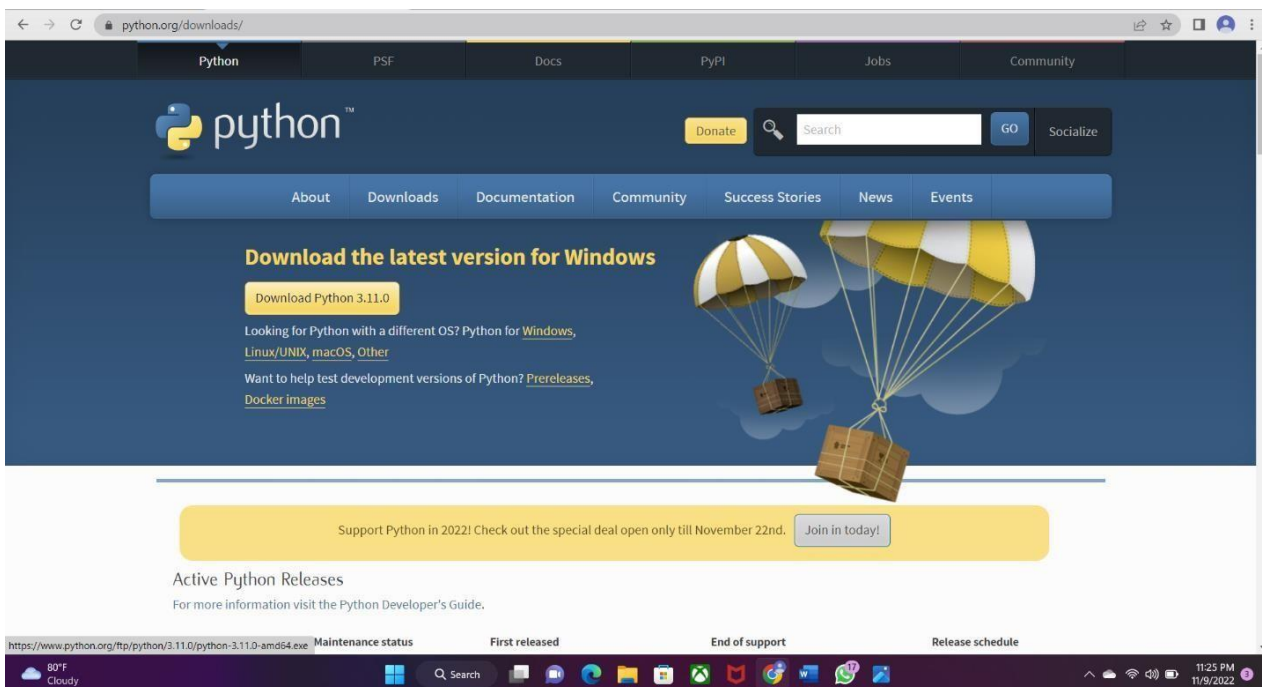 python.org/downloads/
Python PSF Docs PyPI Jobs Community
python™
Donate Search GO Socialize
About Downloads Documentation Community Success Stories News Events
Download the latest version for Windows
Download Python 3.11.0
Looking for Python with a different OS? Python for Windows,
Linux/UNIX, macOS, Other
Want to help test development versions of Python? Prereleases,
Docker images
Support Python in 2022! Check out the special deal open only till November 22nd. Join in today!
Active Python Releases
For more information visit the Python Developer's Guide.
https://www.python.org/ftp/python/3.11.0/python-3.11.0-amd64.exe Maintenance status First released End of support Release schedule
80°F
Cloudy
Search
11:25 PM
11/9/2022
3